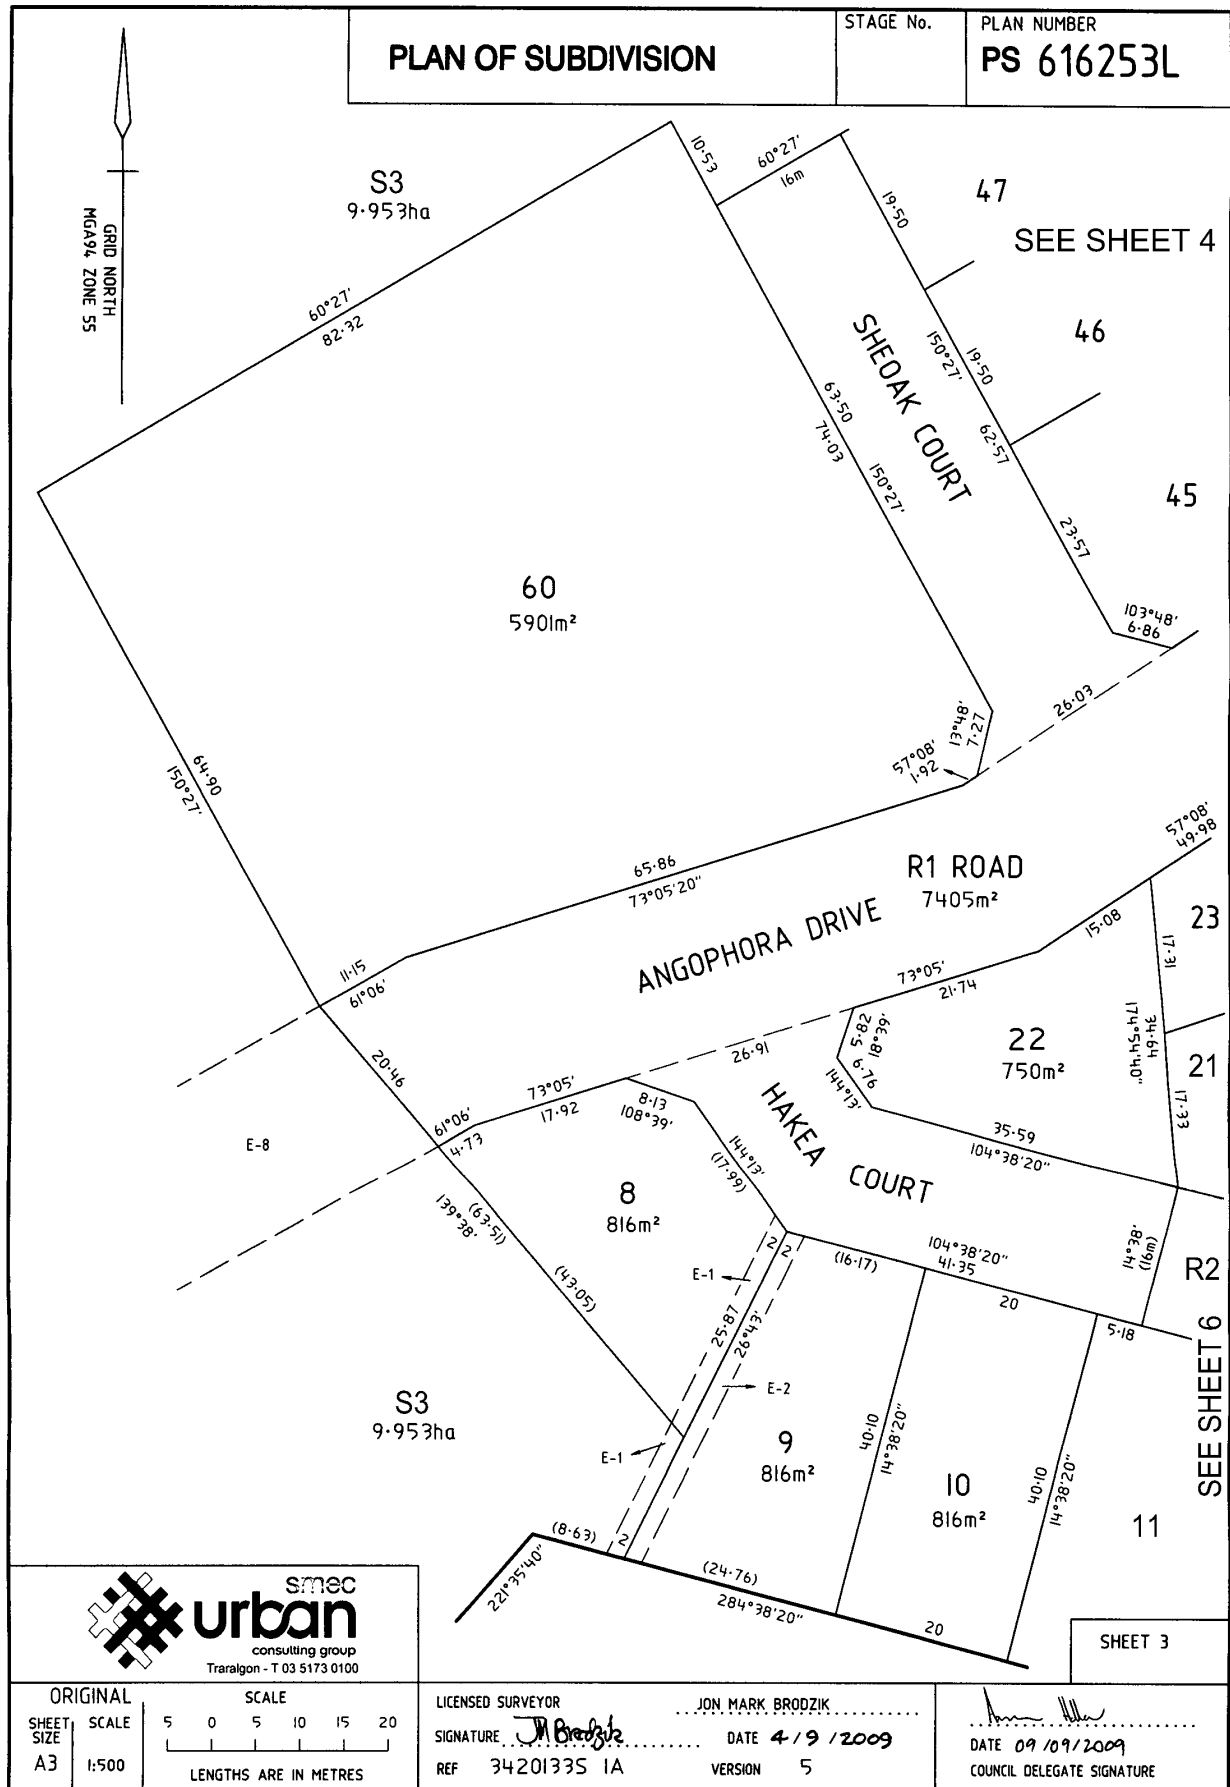 PLAN OF SUBDIVISION
STAGE No.
PLAN NUMBER
PS 616253L
GRID NORTH
MGA94 ZONE 55
S3
9·953ha
10·53
60°27'
16m
19·50
47
SEE SHEET 4
60°27'
82·32
SHEOAK COURT
150°27'
19·50
46
63·50
74·03
150°27'
62·57
45
23·57
60
5901m²
103°48'
6·86
26·03
13°48'
7·27
57°08'
1·92
64·90
150°27'
65·86
73°05'20"
R1 ROAD
7405m²
ANGOPHORA DRIVE
57°08'
49·98
23
15·08
17·31
11·15
61°06'
73°05'
21·74
5·82
18°39'
6·76
144°13'
22
750m²
34·64
174°54'40"
21
17·33
20·46
26·91
E-8
61°06'
4·73
73°05'
17·92
8·13
108°39'
HAKEA COURT
35·59
104°38'20"
144°13'
(17·99)
8
816m²
139°38'
(63·51)
(43·05)
2
2
(16·17)
104°38'20"
41·35
20
14°38'
(16m)
R2
5·18
SEE SHEET 6
E-1
25·87
26°43'
E-2
S3
9·953ha
E-1
9
816m²
40·10
14°38'20"
10
816m²
40·10
14°38'20"
11
(8·63)
2
221°35'40"
(24·76)
284°38'20"
20
smec
urban
consulting group
Traralgon - T 03 5173 0100
SHEET 3
ORIGINAL
SHEET SIZE
SCALE
A3
1:500
SCALE
5 0 5 10 15 20
LENGTHS ARE IN METRES
LICENSED SURVEYOR
JON MARK BRODZIK
SIGNATURE JM Brodzik
DATE 4/9/2009
REF 3420133S 1A
VERSION 5
DATE 09/09/2009
COUNCIL DELEGATE SIGNATURE